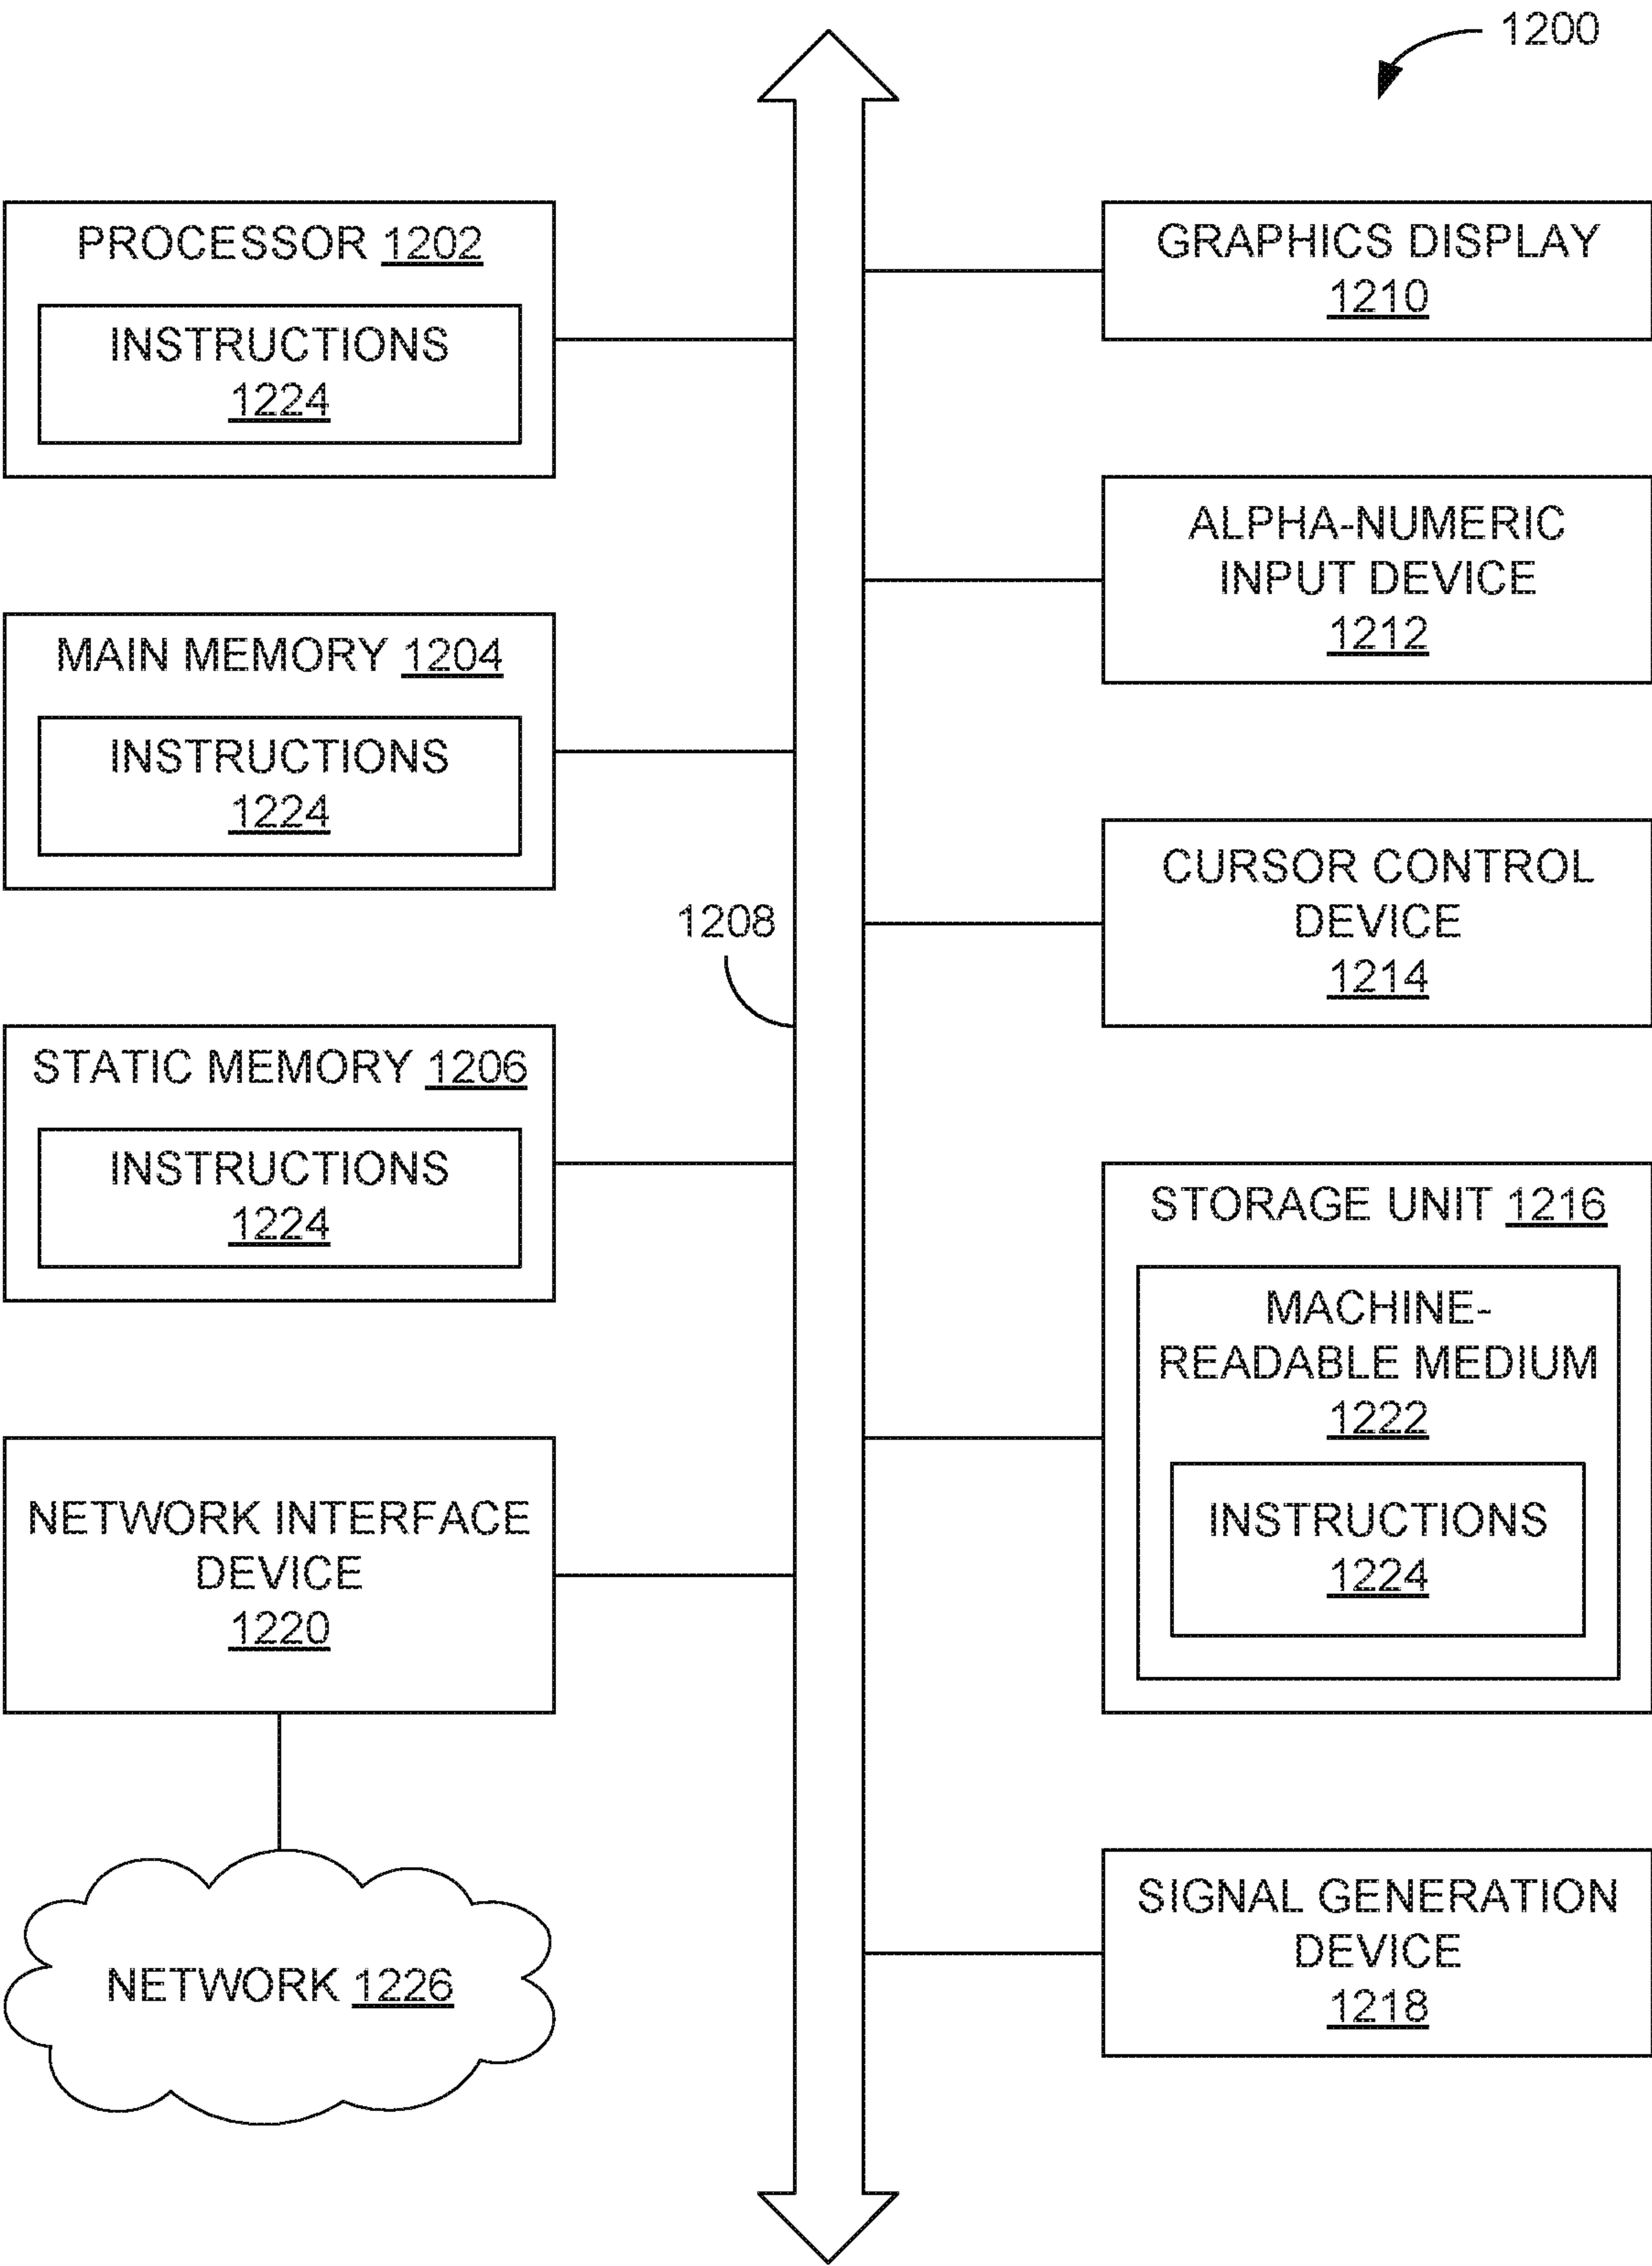 1200
PROCESSOR 1202
INSTRUCTIONS
1224
MAIN MEMORY 1204
INSTRUCTIONS
1224
1208
STATIC MEMORY 1206
INSTRUCTIONS
1224
NETWORK INTERFACE
DEVICE
1220
NETWORK 1226
GRAPHICS DISPLAY
1210
ALPHA-NUMERIC
INPUT DEVICE
1212
CURSOR CONTROL
DEVICE
1214
STORAGE UNIT 1216
MACHINE-
READABLE MEDIUM
1222
INSTRUCTIONS
1224
SIGNAL GENERATION
DEVICE
1218